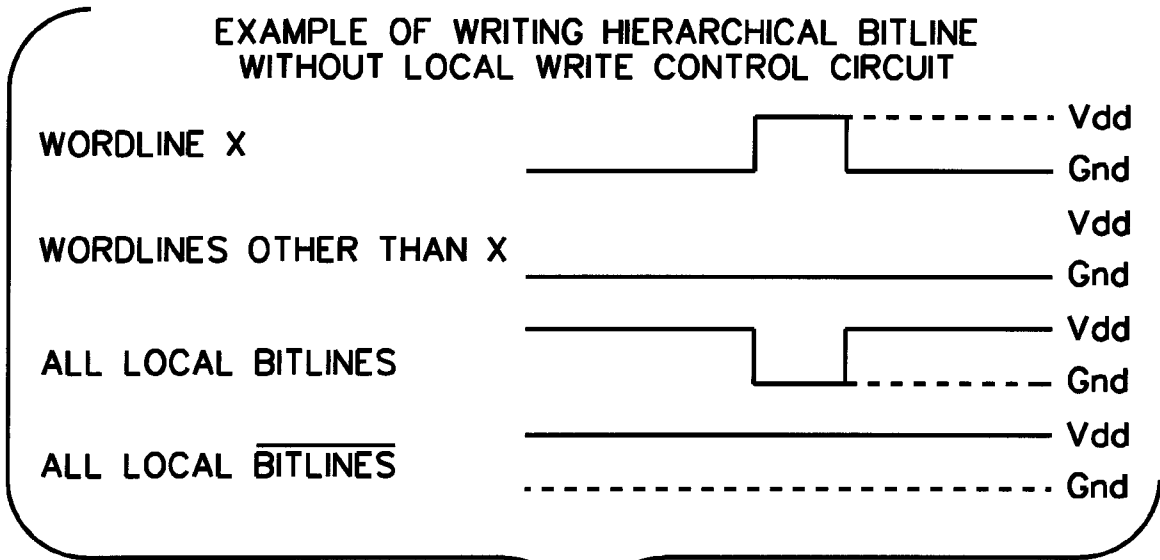 EXAMPLE OF WRITING HIERARCHICAL BITLINE
WITHOUT LOCAL WRITE CONTROL CIRCUIT
Vdd
WORDLINE X
Gnd
Vdd
WORDLINES OTHER THAN X
Gnd
Vdd
ALL LOCAL BITLINES
Gnd
Vdd
ALL LOCAL BITLINES
Gnd